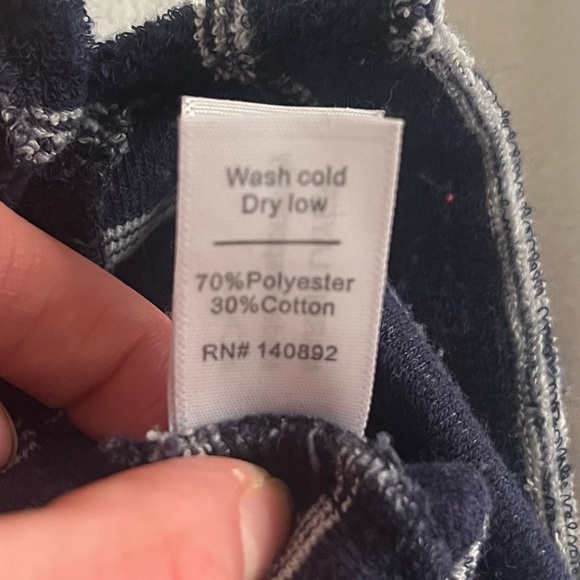 Wash cold
Dry low
70%Polyester
30%Cotton
RN# 140892